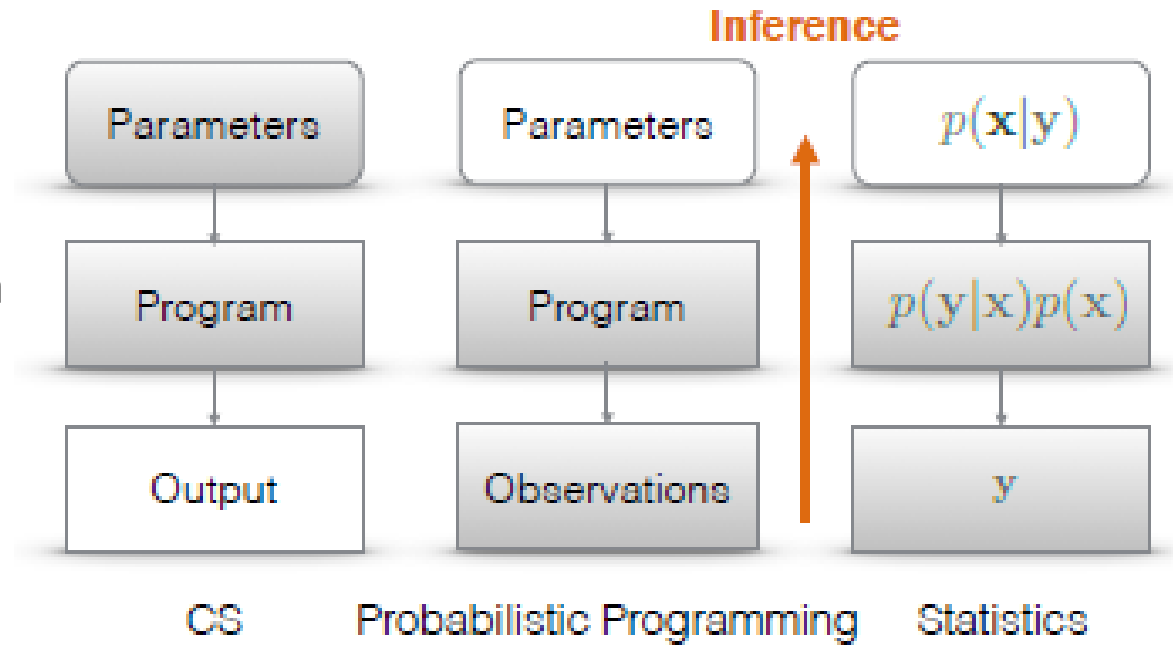 Inference
Parameters
Parameters
p(x|y)
Program
Program
p(y|x)p(x)
Output
Observations
y
CS
Probabilistic Programming
Statistics